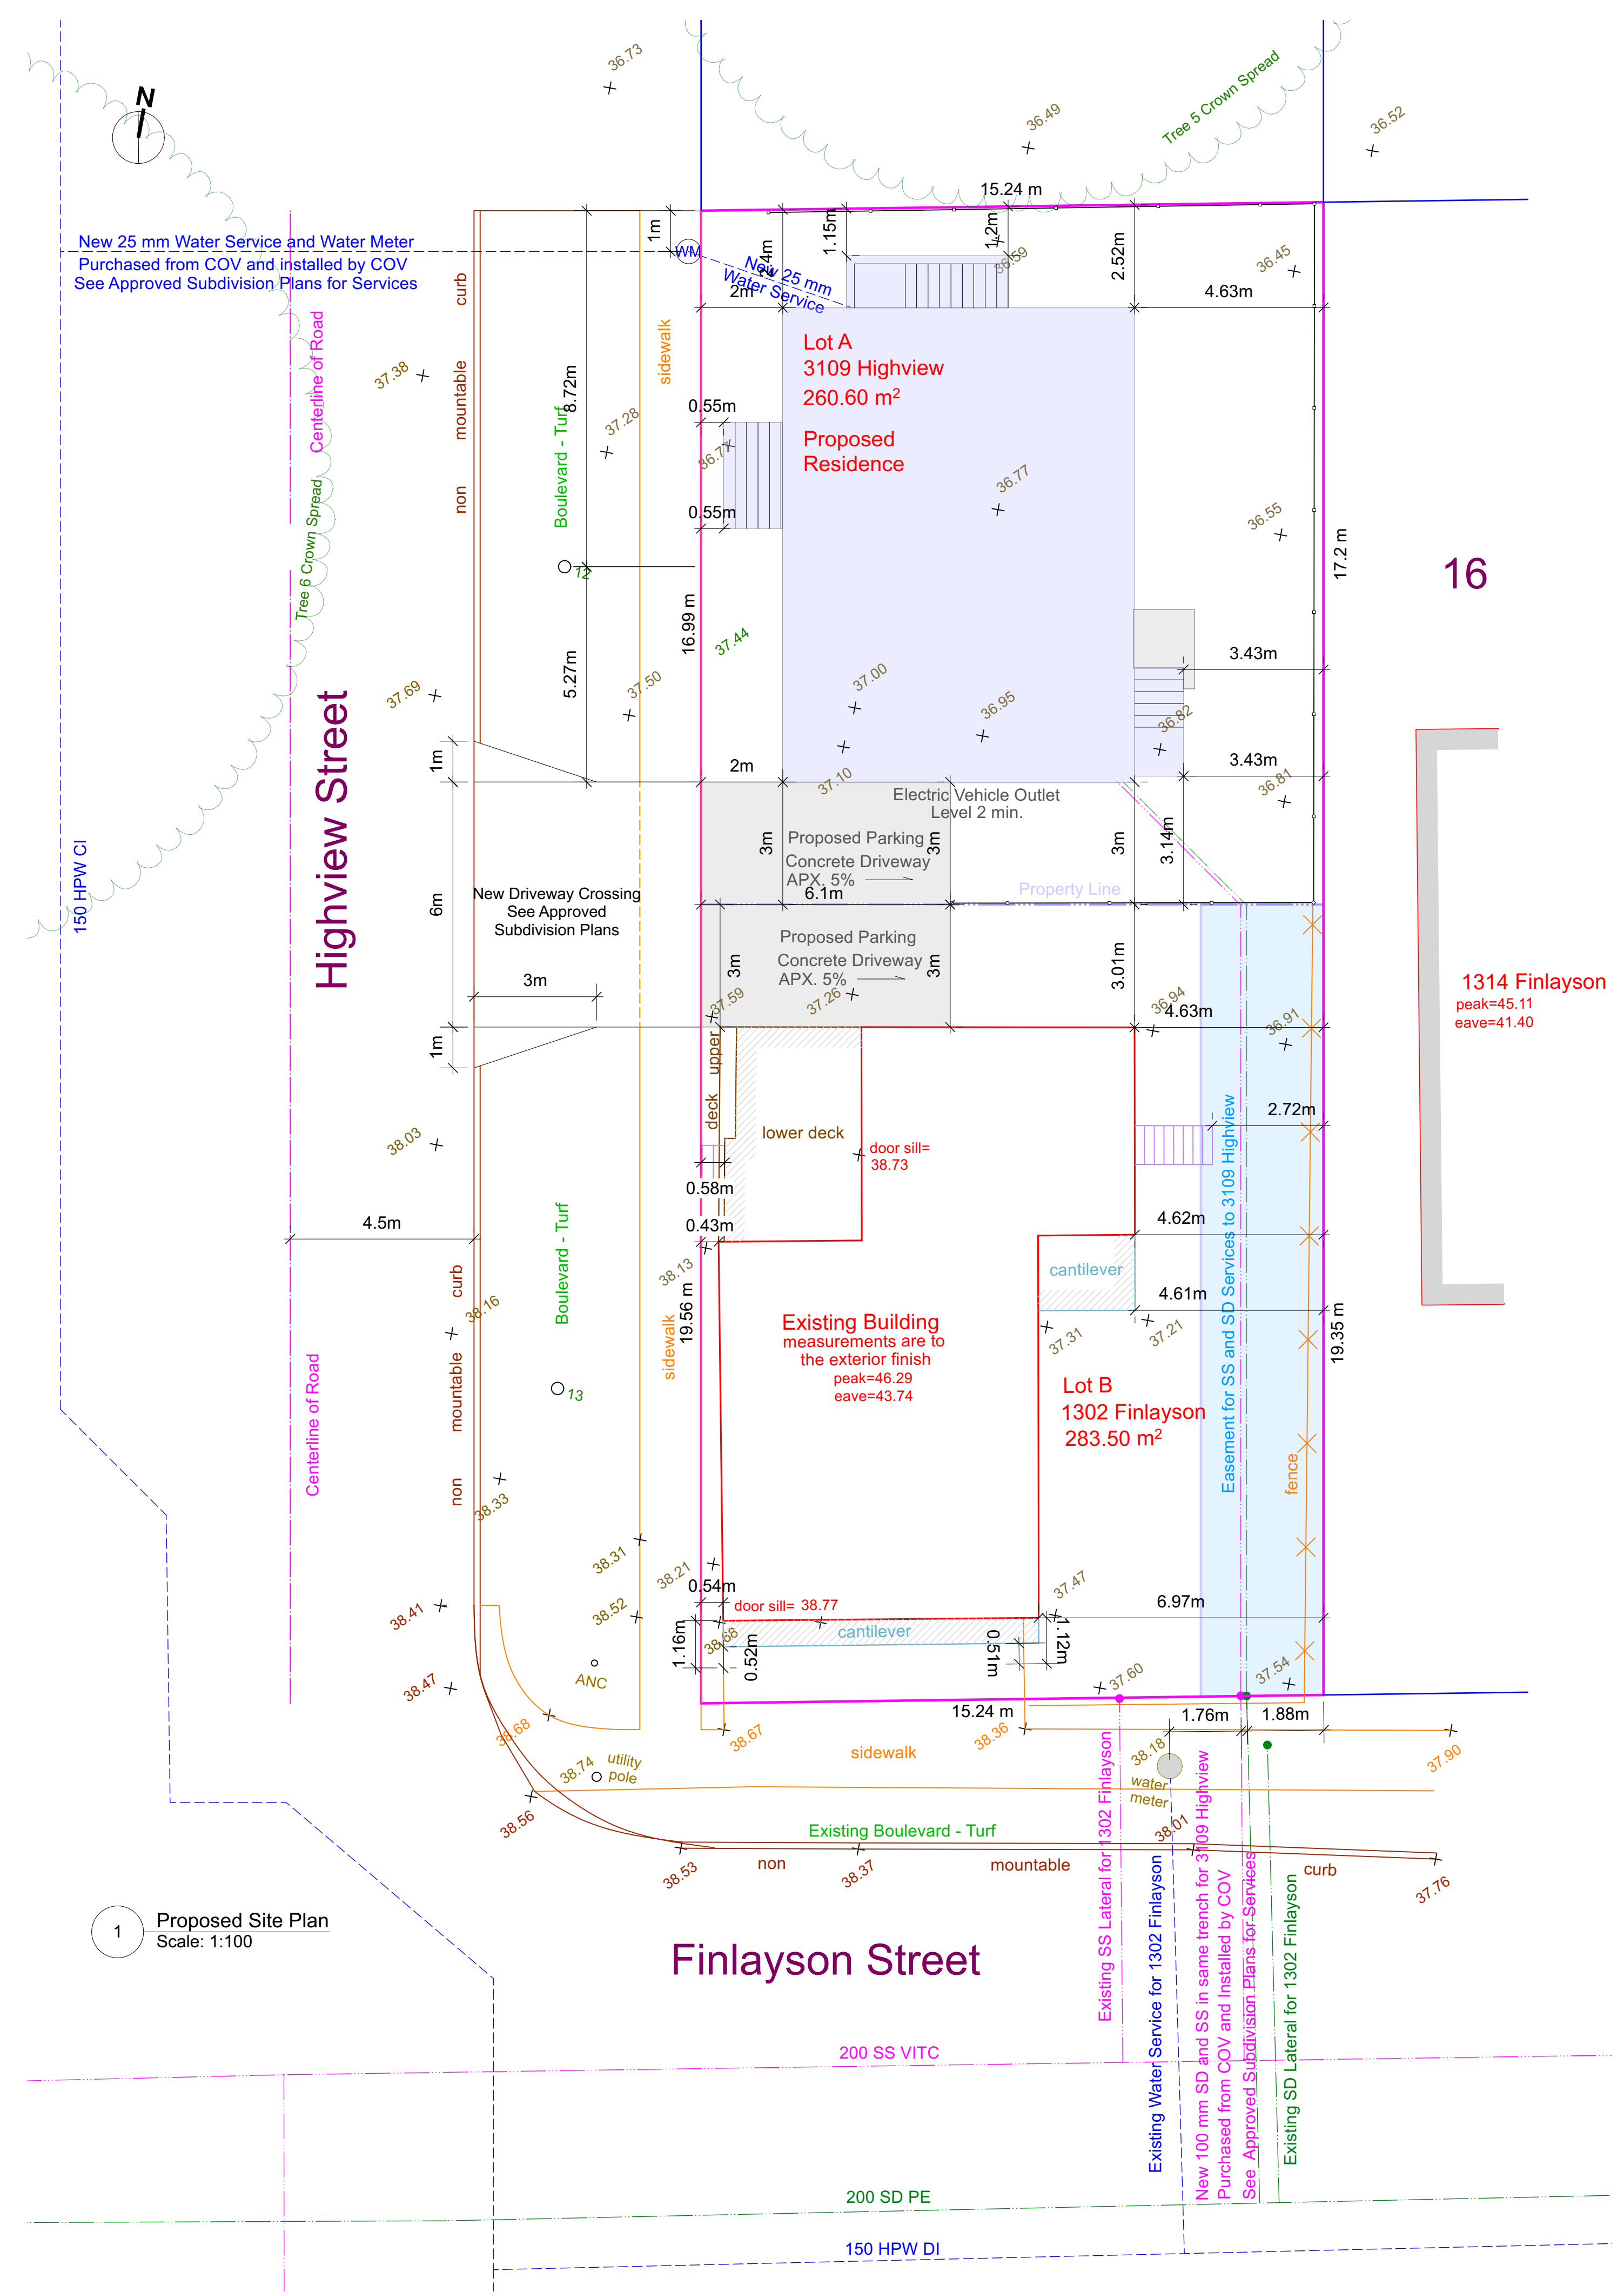 36.73
N
36.49
Tree 5 Crown Spread
36.52
15.24 m
1m
1.15m
1.2m
2.52m
New 25 mm Water Service and Water Meter
WM
Purchased from COV and installed by COV
See Approved Subdivision Plans for Services
New 25 mm
Water Service
36.59
36.45
2m
4.63m
curb
mountable
non
Centerline of Road
sidewalk
Lot A
3109 Highview
260.60 m²
Proposed
Residence
37.38
8.72m
Boulevard - Turf
37.28
0.55m
36.77
0.55m
36.77
36.55
17.2 m
16
Tree 6 Crown Spread
12
16.99 m
37.44
5.27m
3.43m
37.69
37.50
37.00
36.95
36.82
Highview Street
1m
2m
37.10
3.43m
36.81
Electric Vehicle Outlet
Level 2 min.
150 HPW CI
6m
3m
Proposed Parking
Concrete Driveway
APX. 5%
3m
3m
3.14m
New Driveway Crossing
See Approved
Subdivision Plans
6.1m
Property Line
3m
Proposed Parking
Concrete Driveway
APX. 5%
3m
3m
3.01m
37.59
37.26
36.94
4.63m
36.91
1314 Finlayson
peak=45.11
eave=41.40
1m
upper
deck
lower deck
door sill=
38.73
2.72m
38.03
0.58m
0.43m
4.5m
4.62m
Boulevard - Turf
38.13
cantilever
4.61m
curb
mountable
non
38.16
19.56 m
sidewalk
Existing Building
measurements are to
the exterior finish
peak=46.29
eave=43.74
37.31
37.21
19.35 m
Easement for SS and SD Services to 3109 Highview
Centerline of Road
13
Lot B
1302 Finlayson
283.50 m²
38.33
fence
38.31
38.21
0.54m
door sill= 38.77
37.47
6.97m
38.41
38.52
1.16m
38.68
0.52m
cantilever
0.51m
1.12m
ANC
38.47
37.60
37.54
15.24 m
1.76m
1.88m
38.68
38.67
38.36
38.18
37.90
sidewalk
38.74
utility
pole
water
meter
38.56
Existing Boulevard - Turf
38.01
38.53
non
38.37
mountable
curb
37.76
1
Proposed Site Plan
Scale: 1:100
Finlayson Street
Existing SS Lateral for 1302 Finlayson
Existing Water Service for 1302 Finlayson
New 100 mm SD and SS in same trench for 3109 Highview
Purchased from COV and Installed by COV
See Approved Subdivision Plans for Services
Existing SD Lateral for 1302 Finlayson
200 SS VITC
200 SD PE
150 HPW DI